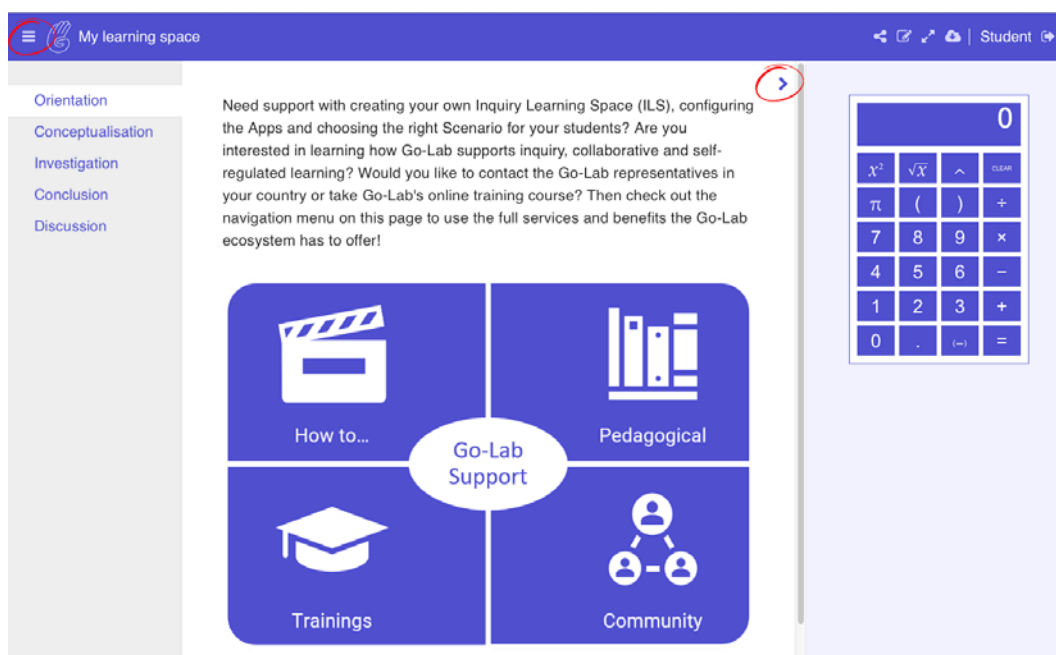 My learning space
Student
Orientation
Conceptualisation
Investigation
Conclusion
Discussion
Need support with creating your own Inquiry Learning Space (ILS), configuring
the Apps and choosing the right Scenario for your students? Are you
interested in learning how Go-Lab supports inquiry, collaborative and self-
regulated learning? Would you like to contact the Go-Lab representatives in
your country or take Go-Lab's online training course? Then check out the
navigation menu on this page to use the full services and benefits the Go-Lab
ecosystem has to offer!
How to...
Pedagogical
Go-Lab
Support
Trainings
Community
0
x² √x ^ CLEAR
π ( ) ÷
7 8 9 ×
4 5 6 −
1 2 3 +
0 . (−) =